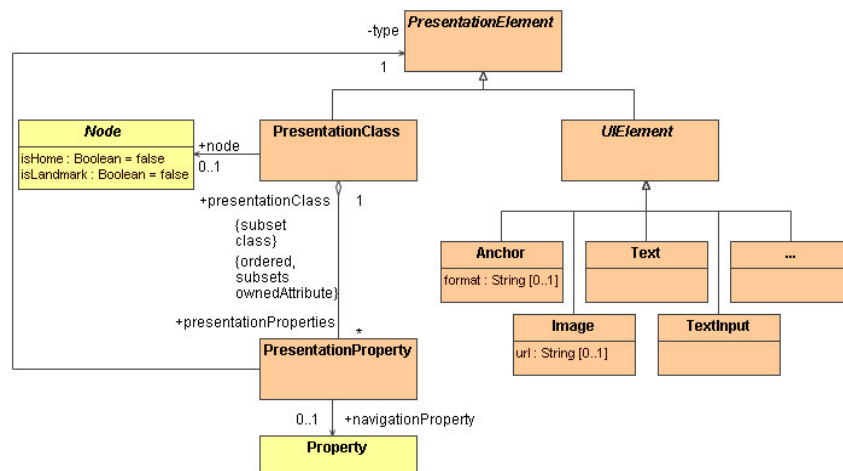 PresentationElement
-type
1
Node
isHome : Boolean = false
isLandmark : Boolean = false
+node
0..1
PresentationClass
UIElement
+presentationClass
1
{subset
class}
{ordered,
subsets
ownedAttribute}
+presentationProperties
*
Anchor
format : String [0..1]
Text
...
Image
url : String [0..1]
TextInput
PresentationProperty
0..1
+navigationProperty
Property